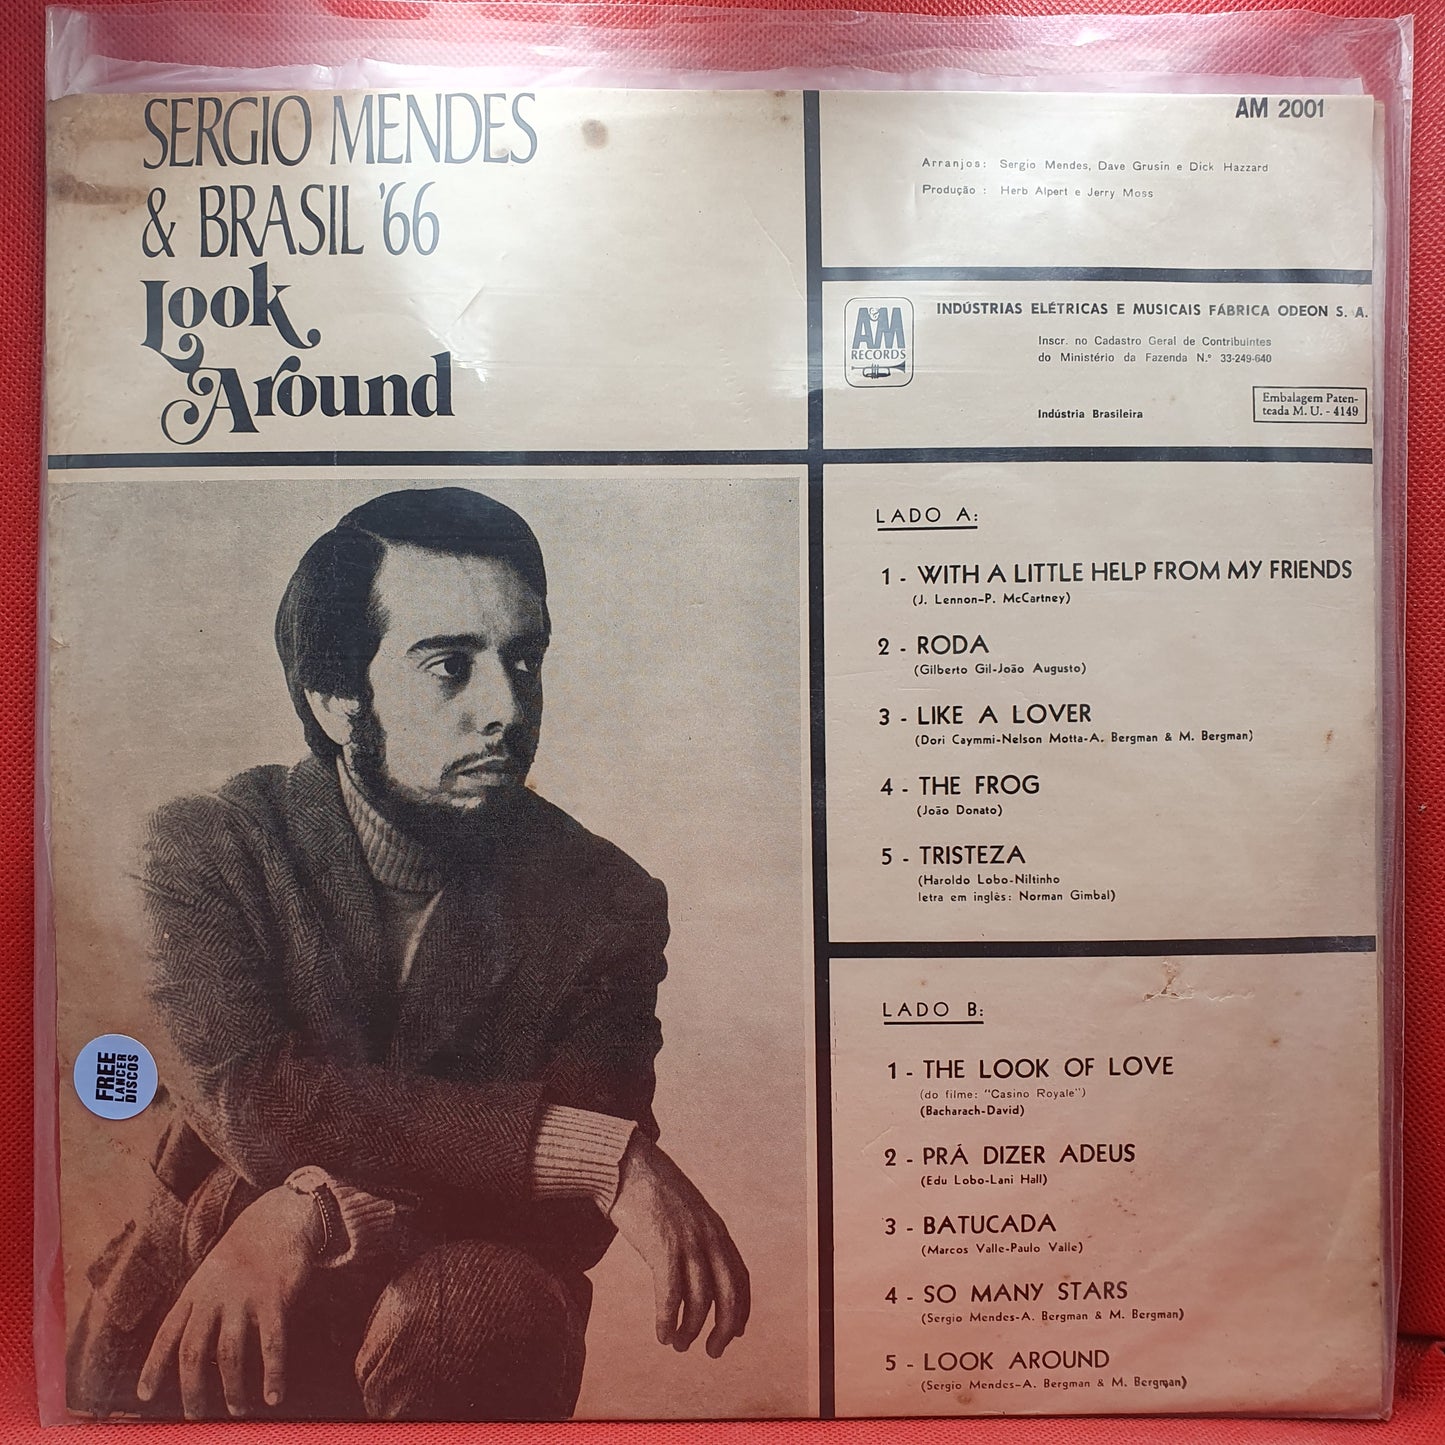 SERGIO MENDES
& BRASIL '66
Look
Around
AM 2001
Arranjos: Sergio Mendes, Dave Grusin e Dick Hazzard
Produção : Herb Alpert e Jerry Moss
A&M
RECORDS
INDÚSTRIAS ELÉTRICAS E MUSICAIS FÁBRICA ODEON S. A.
Inscr. no Cadastro Geral de Contribuintes
do Ministério da Fazenda N.º 33-249-640
Indústria Brasileira
Embalagem Paten-
teada M. U. - 4149
LADO A:
1 - WITH A LITTLE HELP FROM MY FRIENDS
(J. Lennon-P. McCartney)
2 - RODA
(Gilberto Gil-João Augusto)
3 - LIKE A LOVER
(Dori Caymmi-Nelson Motta-A. Bergman & M. Bergman)
4 - THE FROG
(João Donato)
5 - TRISTEZA
(Haroldo Lobo-Niltinho
letra em inglês: Norman Gimbal)
LADO B:
1 - THE LOOK OF LOVE
(do filme: "Casino Royale")
(Bacharach-David)
2 - PRÁ DIZER ADEUS
(Edu Lobo-Lani Hall)
3 - BATUCADA
(Marcos Valle-Paulo Valle)
4 - SO MANY STARS
(Sergio Mendes-A. Bergman & M. Bergman)
5 - LOOK AROUND
(Sergio Mendes-A. Bergman & M. Bergman)
FREE
LANCER
DISCOS